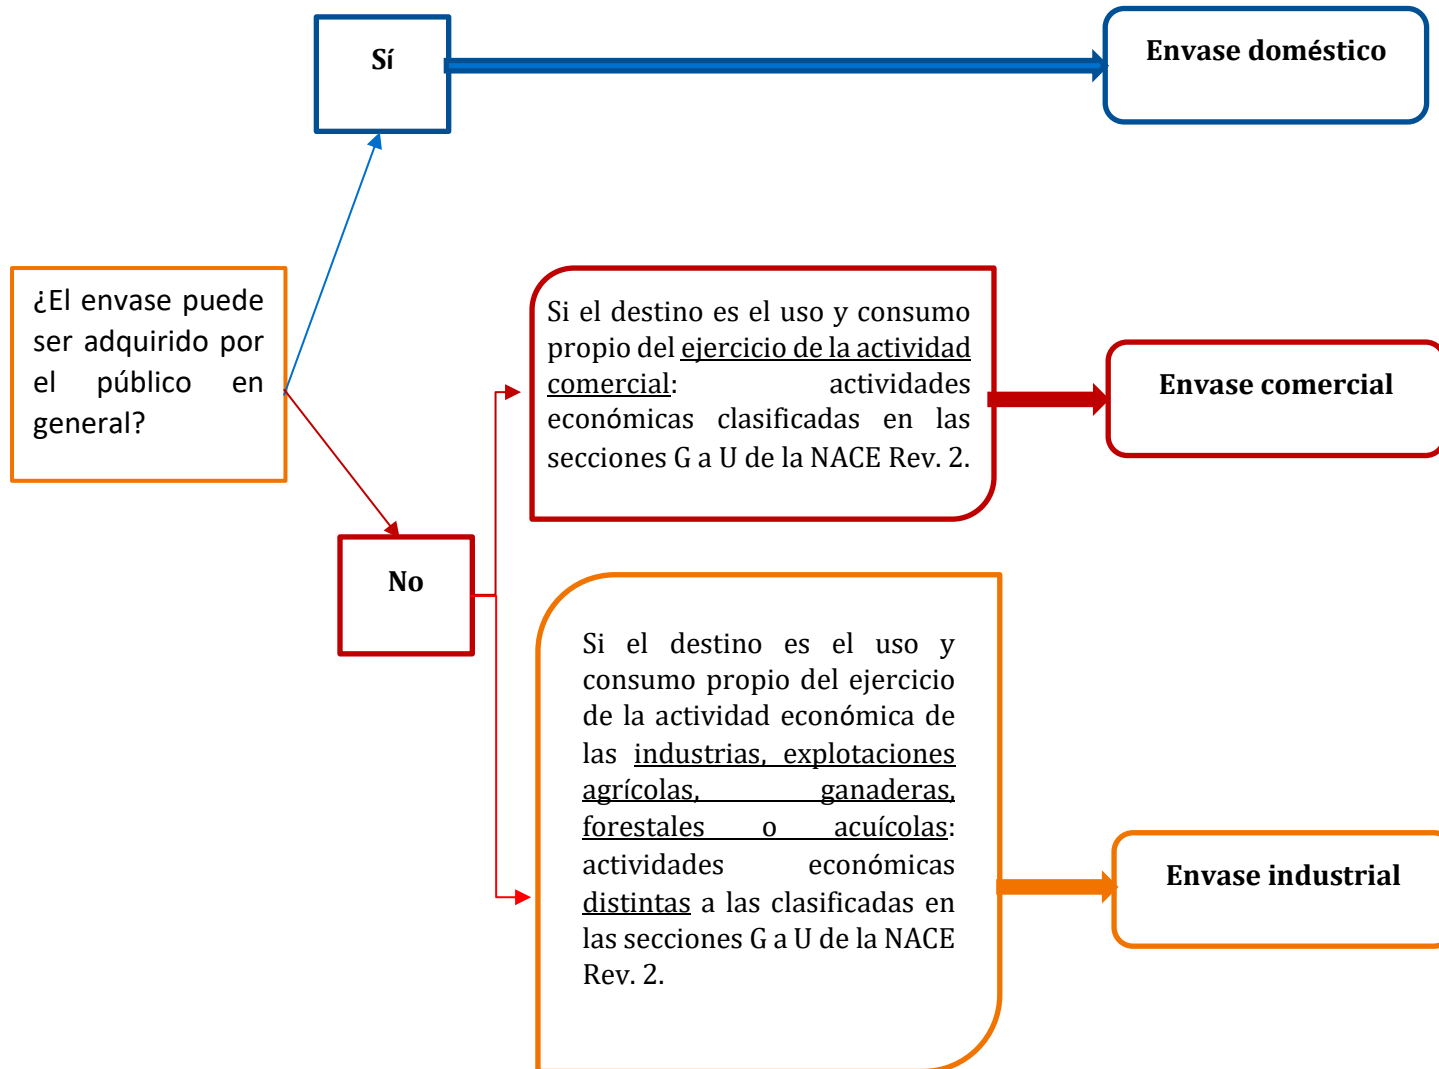 Sí
Envase doméstico
¿El envase puede
ser adquirido por
el público en
general?
Si el destino es el uso y consumo
propio del ejercicio de la actividad
comercial: actividades
económicas clasificadas en las
secciones G a U de la NACE Rev. 2.
Envase comercial
No
Si el destino es el uso y
consumo propio del ejercicio
de la actividad económica de
las industrias, explotaciones
agrícolas, ganaderas,
forestales o acuícolas:
actividades económicas
distintas a las clasificadas en
las secciones G a U de la NACE
Rev. 2.
Envase industrial